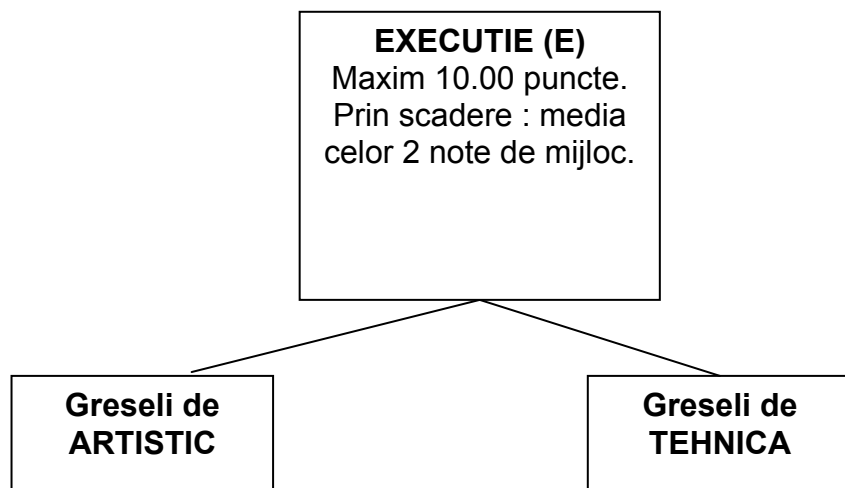 EXECUTIE (E)
Maxim 10.00 puncte.
Prin scadere : media
celor 2 note de mijloc.
Greseli de
ARTISTIC
Greseli de
TEHNICA